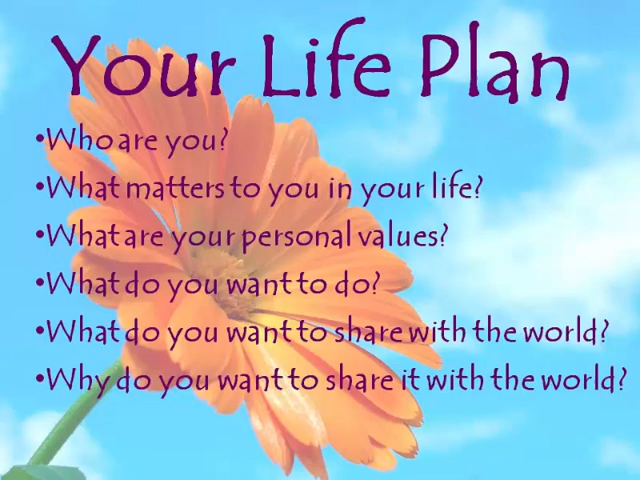 Your Life Plan
•Who are you?
•What matters to you in your life?
•What are your personal values?
•What do you want to do?
•What do you want to share with the world?
•Why do you want to share it with the world?